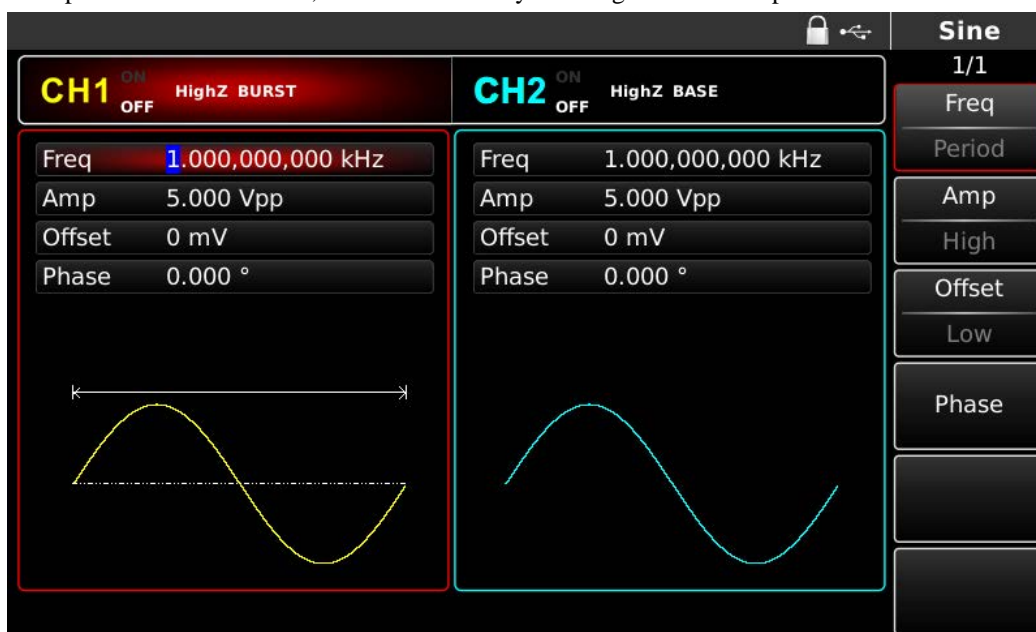 Sine
1/1
CH1 ON OFF HighZ BURST
CH2 ON OFF HighZ BASE
Freq 1.000,000,000 kHz
Amp 5.000 Vpp
Offset 0 mV
Phase 0.000 °
Freq 1.000,000,000 kHz
Amp 5.000 Vpp
Offset 0 mV
Phase 0.000 °
Freq
Period
Amp
High
Offset
Low
Phase